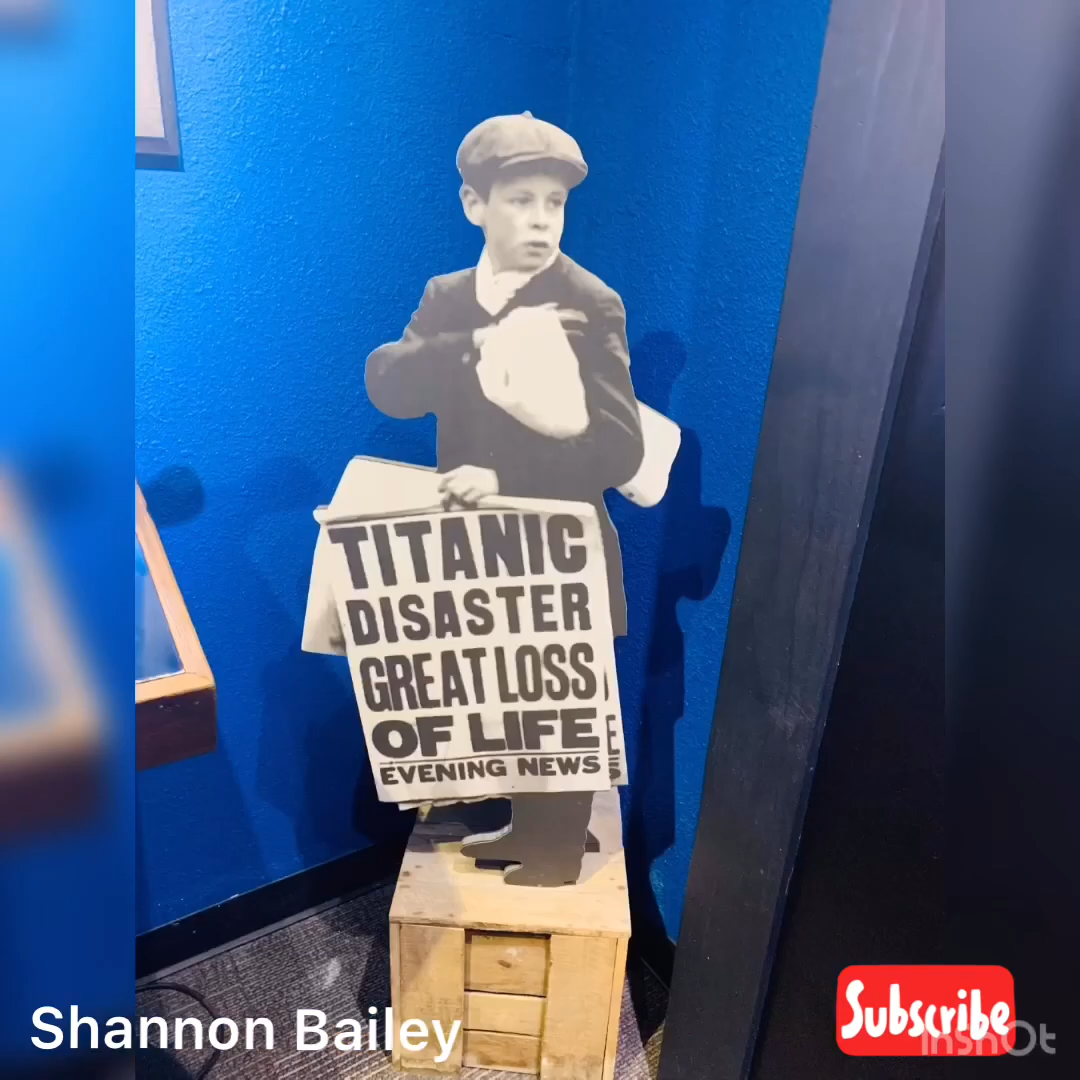 TITANIC
DISASTER
GREAT LOSS
OF LIFE
EVENING NEWS
E
S
Shannon Bailey
Subscribe
InShOt